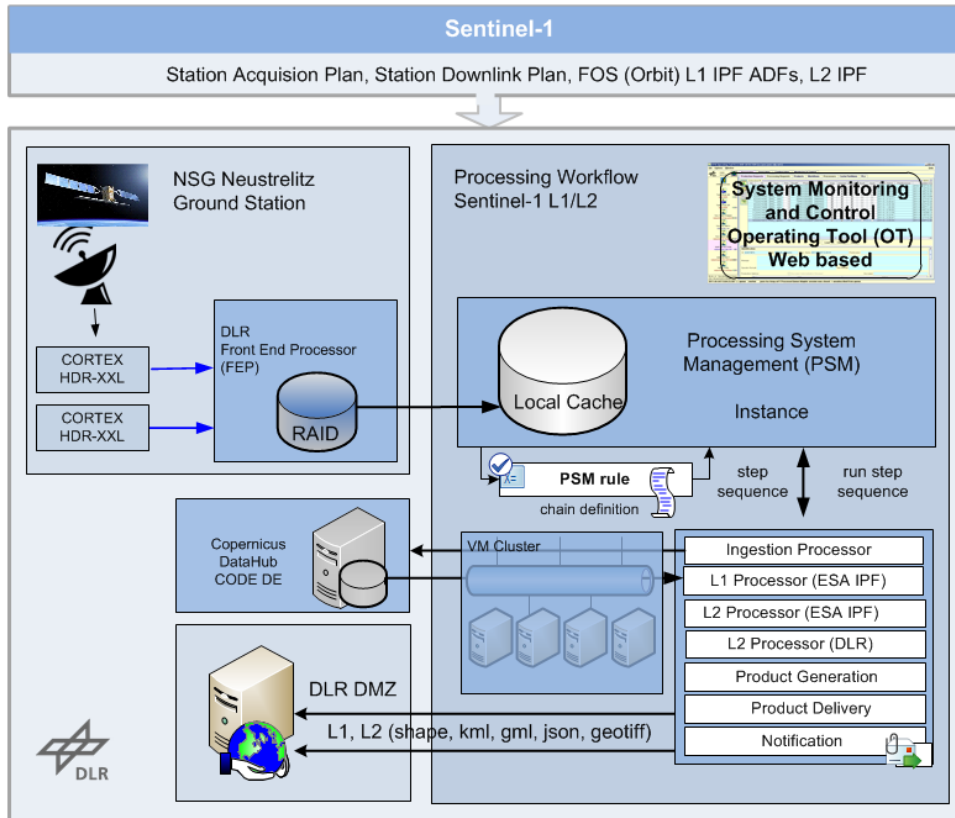 Sentinel-1
Station Acquision Plan, Station Downlink Plan, FOS (Orbit) L1 IPF ADFs, L2 IPF
NSG Neustrelitz
Ground Station
CORTEX
HDR-XXL
CORTEX
HDR-XXL
DLR
Front End Processor
(FEP)
RAID
Processing Workflow
Sentinel-1 L1/L2
System Monitoring
and Control
Operating Tool (OT)
Web based
Local Cache
Processing System
Management (PSM)
Instance
PSM rule
chain definition
step
sequence
run step
sequence
Copernicus
DataHub
CODE DE
VM Cluster
Ingestion Processor
L1 Processor (ESA IPF)
L2 Processor (ESA IPF)
L2 Processor (DLR)
Product Generation
Product Delivery
Notification
DLR DMZ
L1, L2 (shape, kml, gml, json, geotiff)
DLR